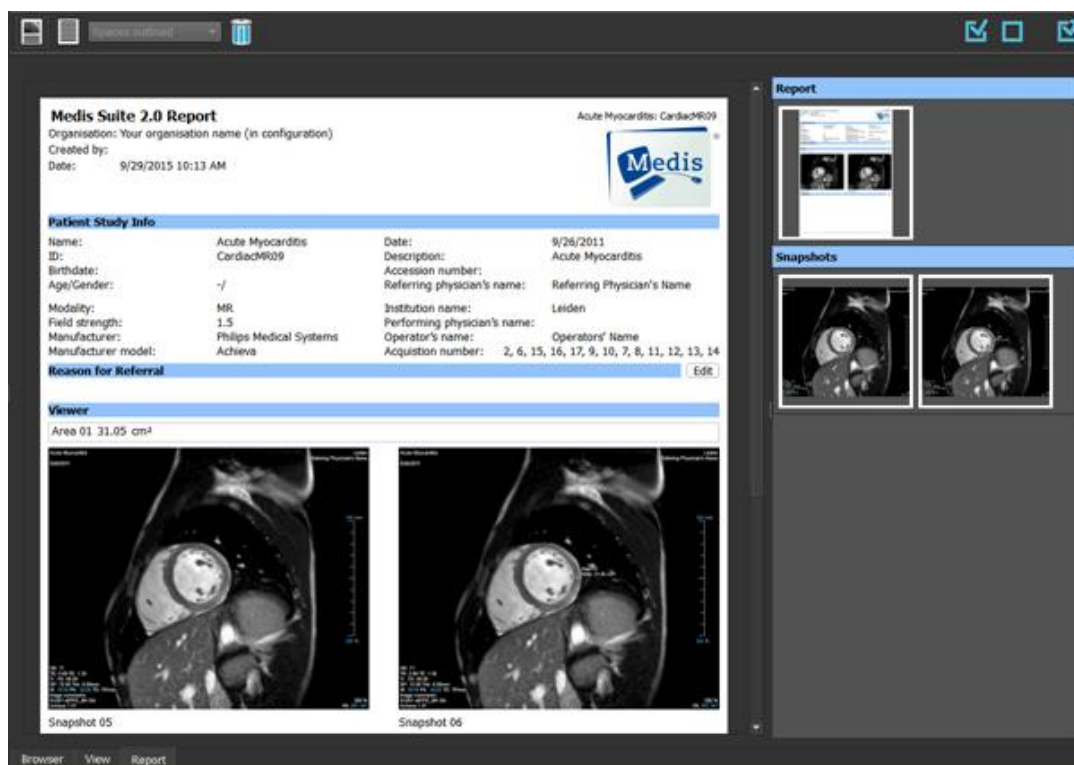 Spaces outlined
Medis Suite 2.0 Report
Acute Myocarditis: CardiacMR09
Organisation: Your organisation name (in configuration)
Created by:
Date: 9/29/2015 10:13 AM
Medis ®
Patient Study Info
Name: Acute Myocarditis Date: 9/26/2011
ID: CardiacMR09 Description: Acute Myocarditis
Birthdate: Accession number:
Age/Gender: -/ Referring physician's name: Referring Physician's Name
Modality: MR Institution name: Leiden
Field strength: 1.5 Performing physician's name:
Manufacturer: Philips Medical Systems Operator's name: Operators' Name
Manufacturer model: Achieva Acquistion number: 2, 6, 15, 16, 17, 9, 10, 7, 8, 11, 12, 13, 14
Reason for Referral Edit
Viewer
Area 01 31.05 cm²
Snapshot 05 Snapshot 06
Report
Snapshots
Browser View Report